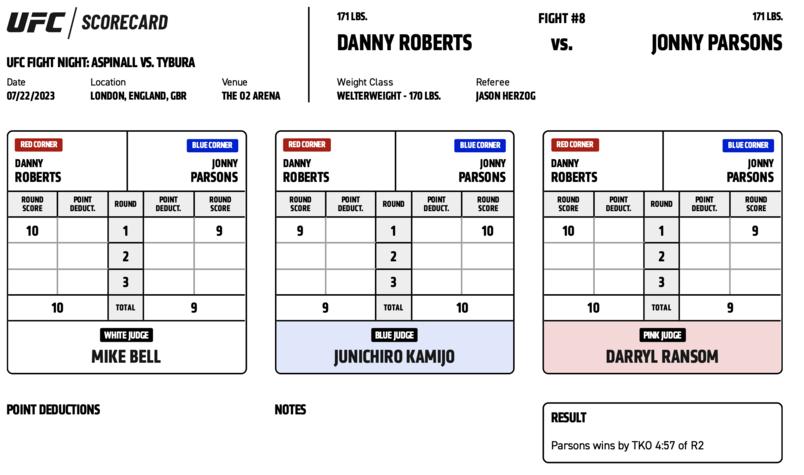 UFC / SCORECARD
UFC FIGHT NIGHT: ASPINALL VS. TYBURA
Date Location Venue
07/22/2023 LONDON, ENGLAND, GBR THE O2 ARENA
171 LBS. FIGHT #8 171 LBS.
DANNY ROBERTS VS. JONNY PARSONS
Weight Class Referee
WELTERWEIGHT - 170 LBS. JASON HERZOG
RED CORNER BLUE CORNER
DANNY JONNY
ROBERTS PARSONS
ROUND SCORE POINT DEDUCT. ROUND POINT DEDUCT. ROUND SCORE
10 1 9
2
3
10 TOTAL 9
WHITE JUDGE
MIKE BELL
RED CORNER BLUE CORNER
DANNY JONNY
ROBERTS PARSONS
ROUND SCORE POINT DEDUCT. ROUND POINT DEDUCT. ROUND SCORE
9 1 10
2
3
9 TOTAL 10
BLUE JUDGE
JUNICHIRO KAMIJO
RED CORNER BLUE CORNER
DANNY JONNY
ROBERTS PARSONS
ROUND SCORE POINT DEDUCT. ROUND POINT DEDUCT. ROUND SCORE
10 1 9
2
3
10 TOTAL 9
PINK JUDGE
DARRYL RANSOM
POINT DEDUCTIONS
NOTES
RESULT
Parsons wins by TKO 4:57 of R2